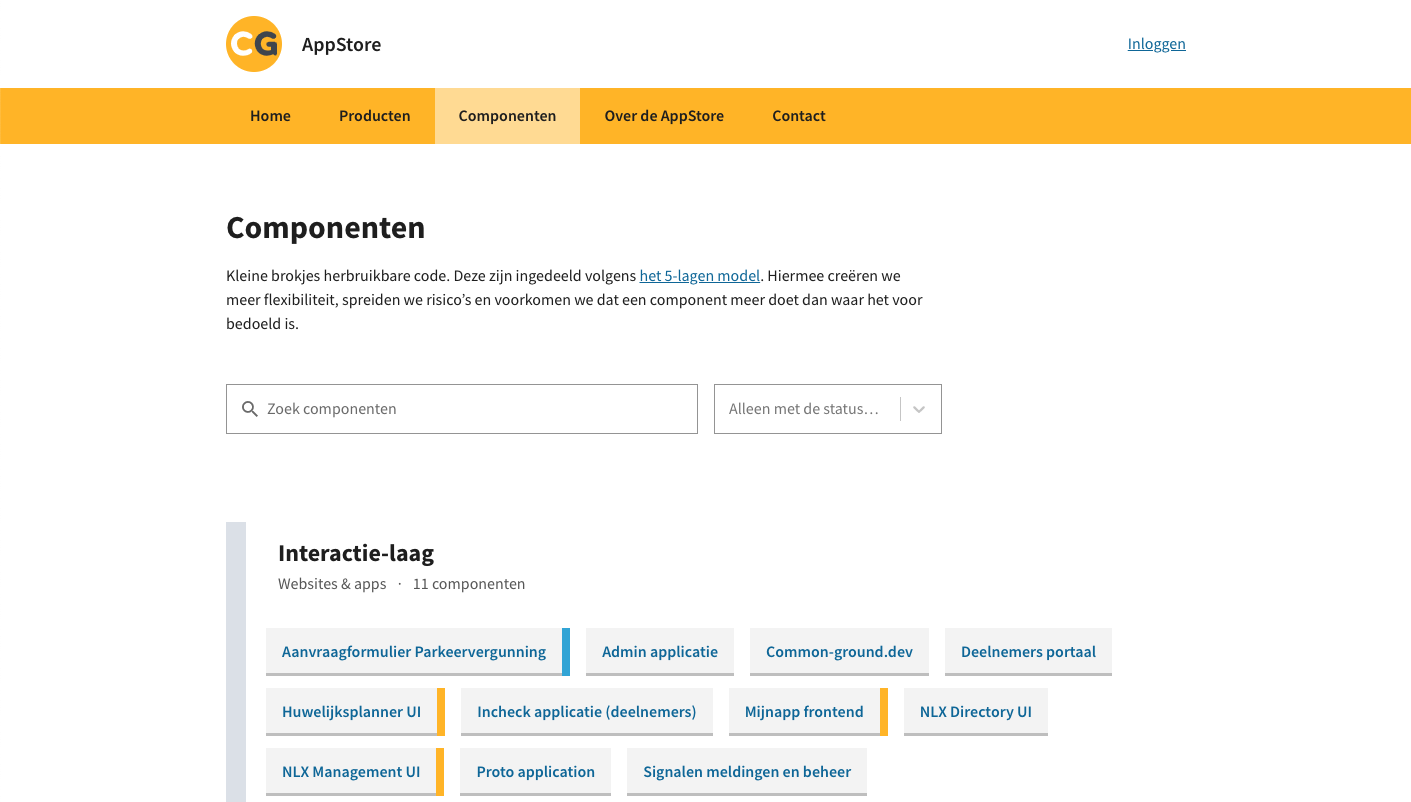 CG AppStore Inloggen
Home Producten Componenten Over de AppStore Contact
Componenten
Kleine brokjes herbruikbare code. Deze zijn ingedeeld volgens het 5-lagen model. Hiermee creëren we
meer flexibiliteit, spreiden we risico’s en voorkomen we dat een component meer doet dan waar het voor
bedoeld is.
Zoek componenten Alleen met de status…
Interactie-laag
Websites & apps · 11 componenten
Aanvraagformulier Parkeervergunning Admin applicatie Common-ground.dev Deelnemers portaal
Huwelijksplanner UI Incheck applicatie (deelnemers) Mijnapp frontend NLX Directory UI
NLX Management UI Proto application Signalen meldingen en beheer